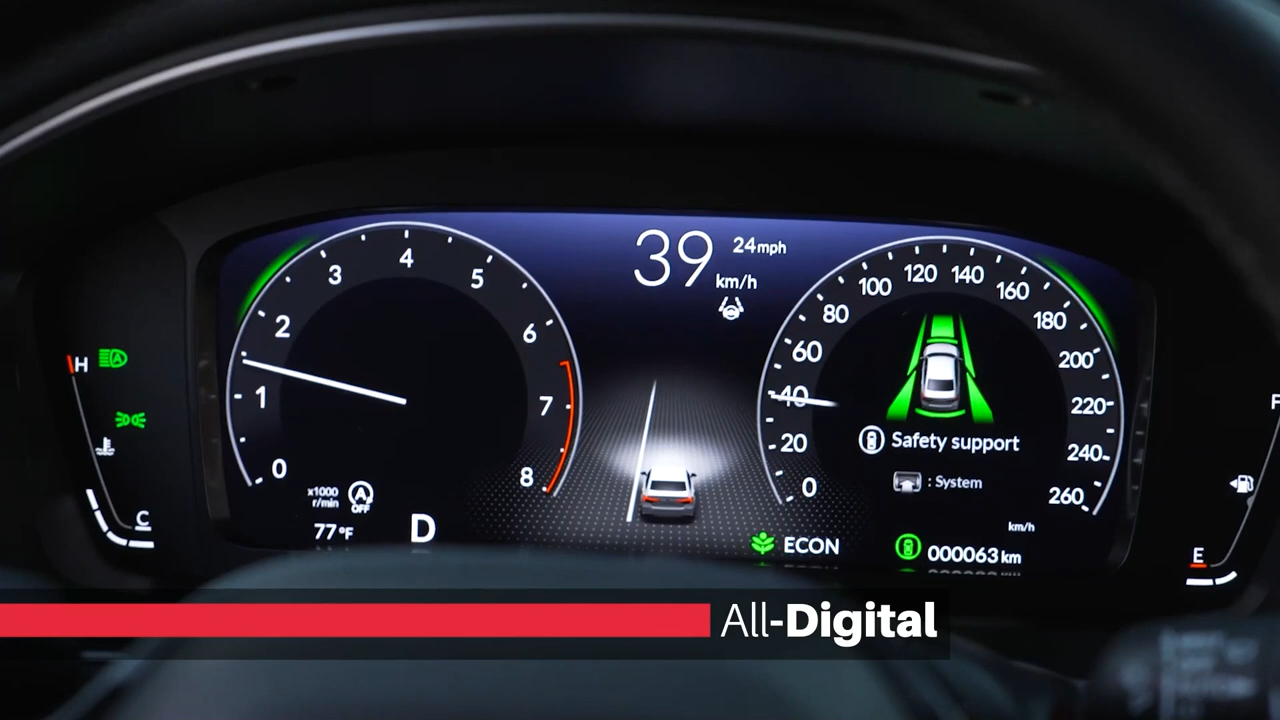 39 24mph
km/h
0 1 2 3 4 5 6 7 8
x1000
r/min
A
OFF
77°F
D
H
A
C
0 20 40 60 80 100 120 140 160 180 200 220 240 260
Safety support
: System
km/h
ECON
000063 km
F
E
All-Digital